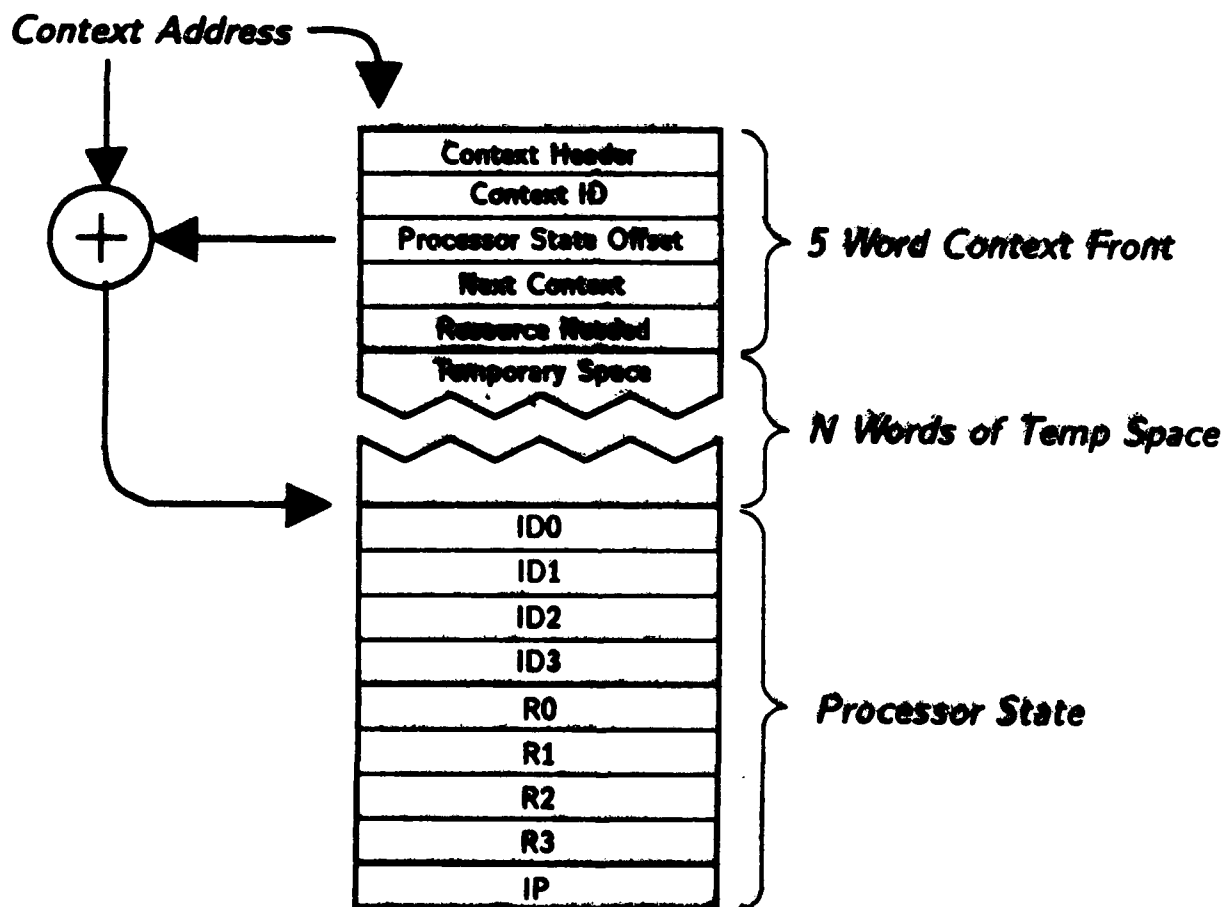 Context Address
Context Header
Context ID
Processor State Offset
Next Context
Resource Needed
5 Word Context Front
Temporary Space
N Words of Temp Space
ID0
ID1
ID2
ID3
R0
R1
R2
R3
IP
Processor State